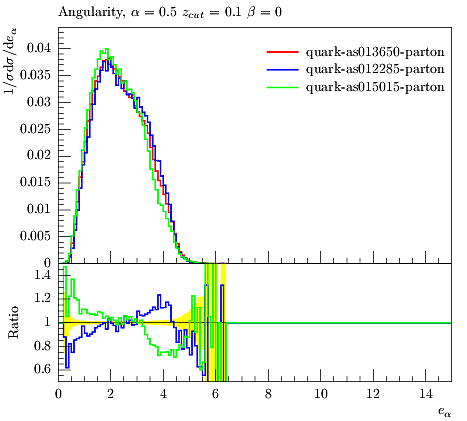 Angularity, α = 0.5 z_cut = 0.1 β = 0
1/σ dσ/de_α
0.04
0.035
0.03
0.025
0.02
0.015
0.01
0.005
0
quark-as013650-parton
quark-as012285-parton
quark-as015015-parton
Ratio
1.4
1.2
1
0.8
0.6
0 2 4 6 8 10 12 14
e_α